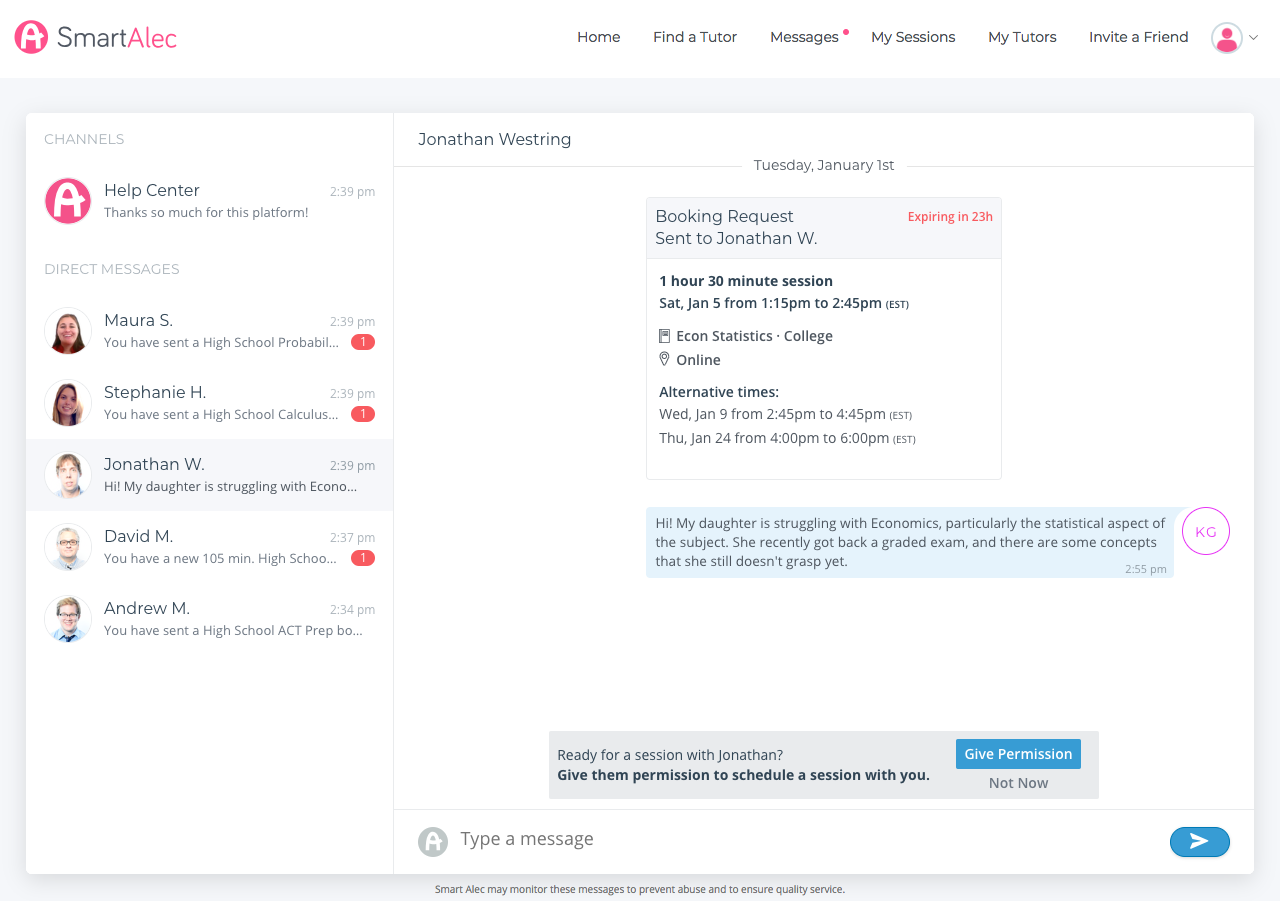 SmartAlec
Home
Find a Tutor
Messages
My Sessions
My Tutors
Invite a Friend
CHANNELS
Help Center
2:39 pm
Thanks so much for this platform!
DIRECT MESSAGES
Maura S.
2:39 pm
You have sent a High School Probabil...
1
Stephanie H.
2:39 pm
You have sent a High School Calculus...
1
Jonathan W.
2:39 pm
Hi! My daughter is struggling with Econo...
David M.
2:37 pm
You have a new 105 min. High Schoo...
1
Andrew M.
2:34 pm
You have sent a High School ACT Prep bo...
Jonathan Westring
Tuesday, January 1st
Booking Request
Expiring in 23h
Sent to Jonathan W.
1 hour 30 minute session
Sat, Jan 5 from 1:15pm to 2:45pm (EST)
Econ Statistics · College
Online
Alternative times:
Wed, Jan 9 from 2:45pm to 4:45pm (EST)
Thu, Jan 24 from 4:00pm to 6:00pm (EST)
Hi! My daughter is struggling with Economics, particularly the statistical aspect of
the subject. She recently got back a graded exam, and there are some concepts
that she still doesn't grasp yet.
2:55 pm
KG
Ready for a session with Jonathan?
Give them permission to schedule a session with you.
Give Permission
Not Now
Type a message
Smart Alec may monitor these messages to prevent abuse and to ensure quality service.